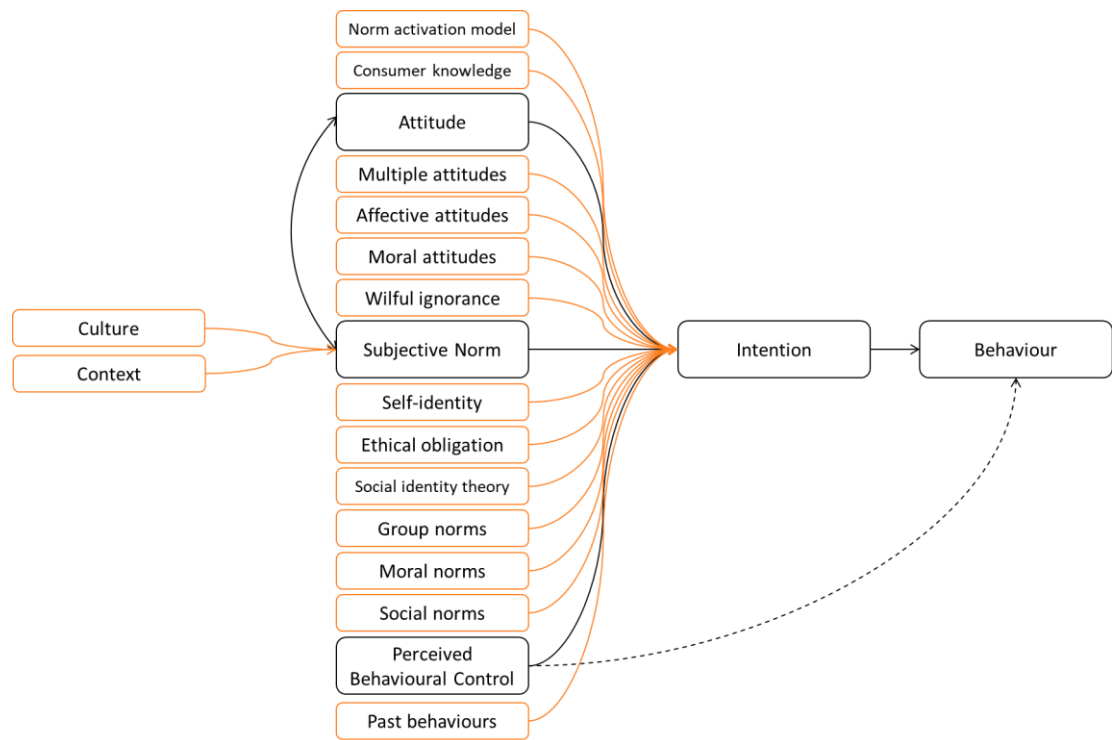 Norm activation model
Consumer knowledge
Attitude
Multiple attitudes
Affective attitudes
Moral attitudes
Wilful ignorance
Culture
Context
Subjective Norm
Intention
Behaviour
Self-identity
Ethical obligation
Social identity theory
Group norms
Moral norms
Social norms
Perceived
Behavioural Control
Past behaviours